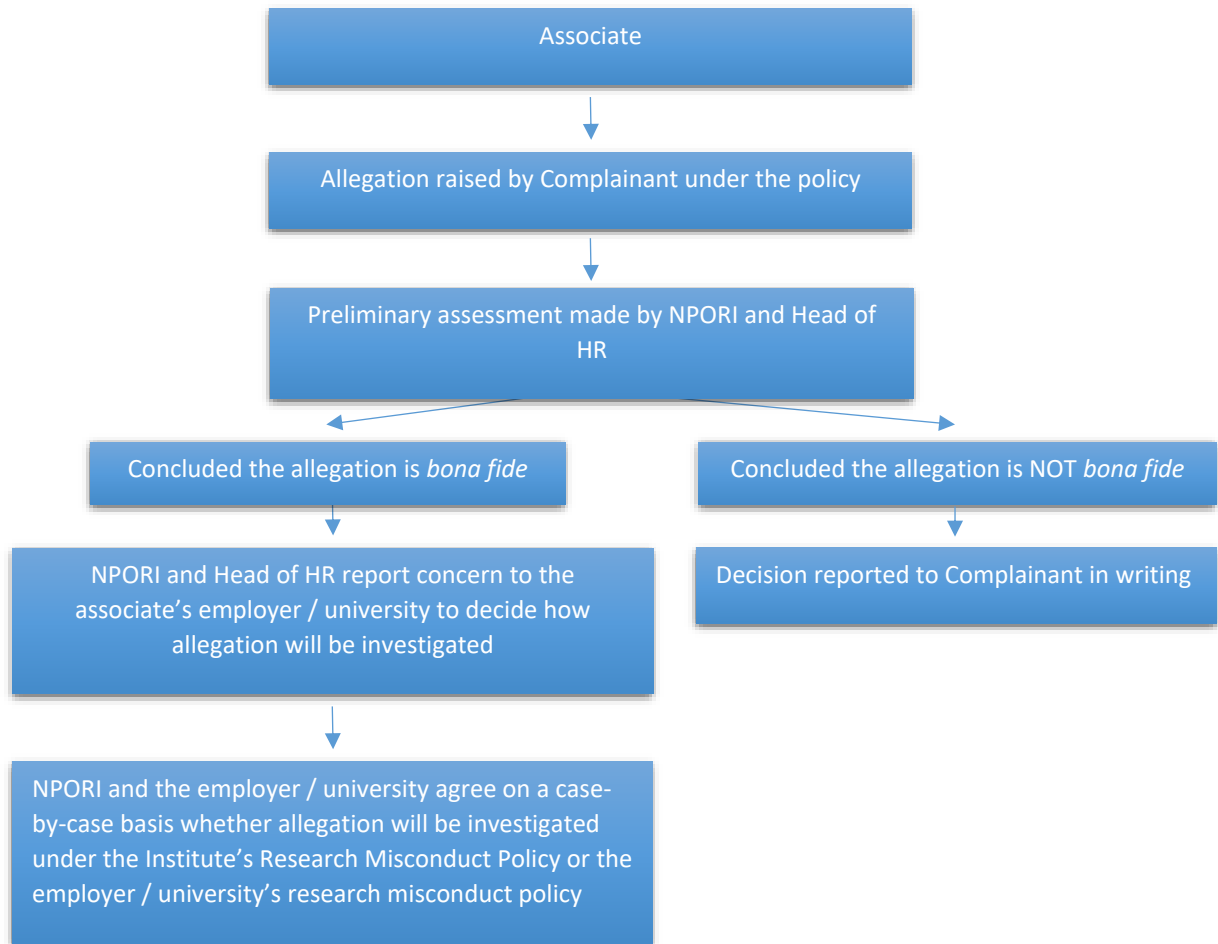 Associate
Allegation raised by Complainant under the policy
Preliminary assessment made by NPORI and Head of
HR
Concluded the allegation is bona fide
Concluded the allegation is NOT bona fide
NPORI and Head of HR report concern to the
associate's employer / university to decide how
allegation will be investigated
Decision reported to Complainant in writing
NPORI and the employer / university agree on a case-
by-case basis whether allegation will be investigated
under the Institute’s Research Misconduct Policy or the
employer / university’s research misconduct policy